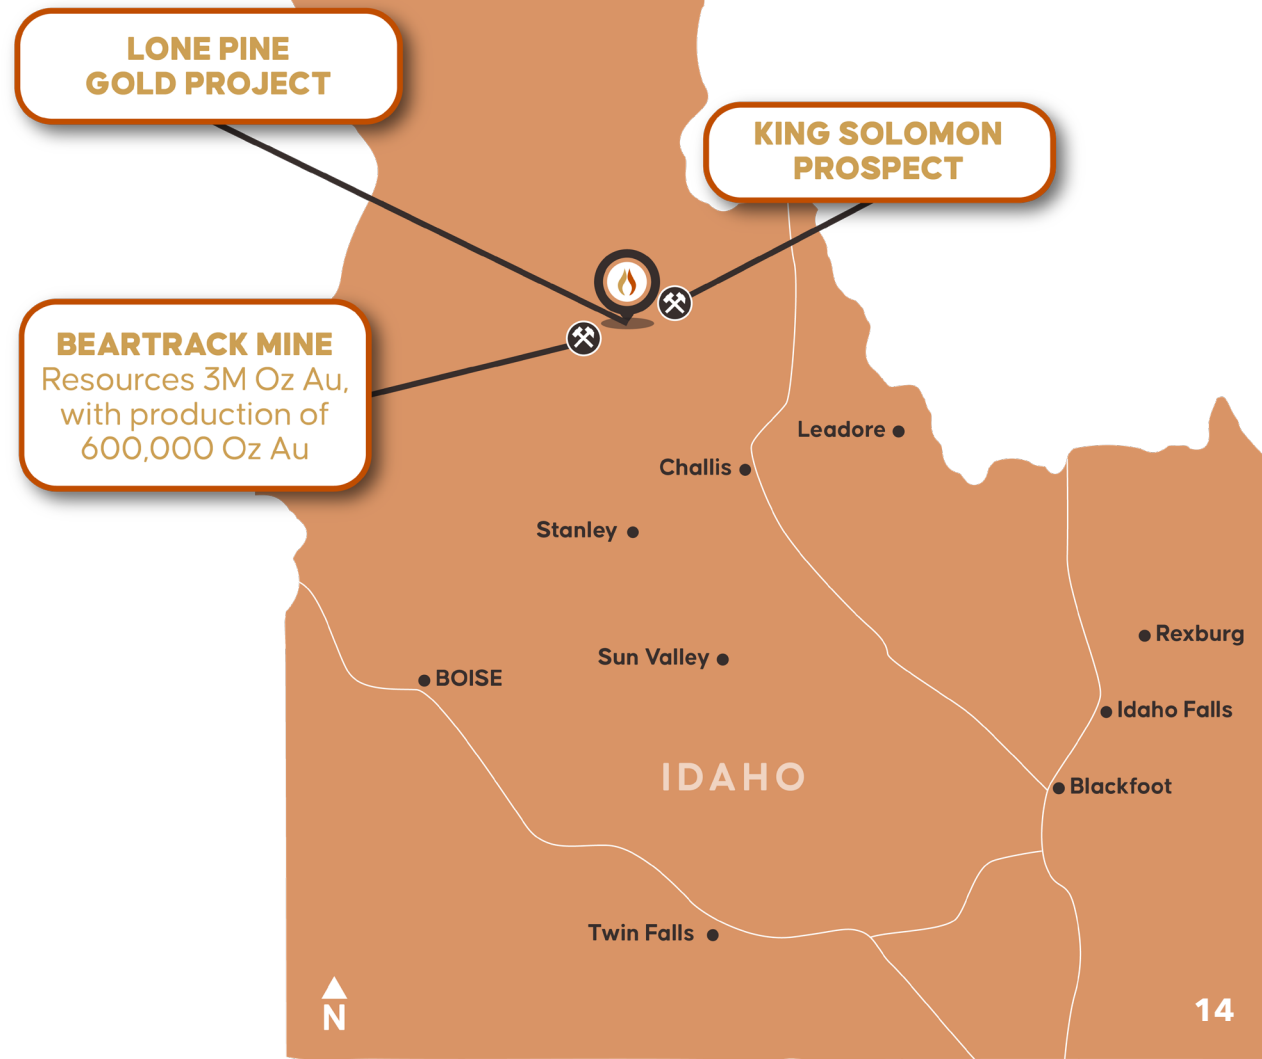 LONE PINE
GOLD PROJECT
KING SOLOMON
PROSPECT
BEARTRACK MINE
Resources 3M Oz Au,
with production of
600,000 Oz Au
Leadore
Challis
Stanley
Rexburg
Sun Valley
BOISE
Idaho Falls
IDAHO
Blackfoot
Twin Falls
N
14